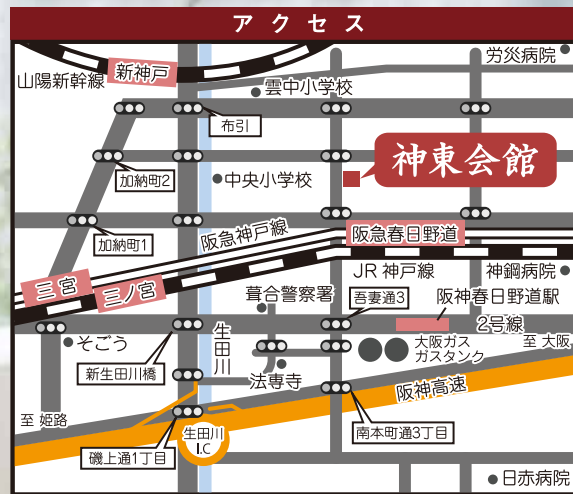 アクセス
労災病院
山陽新幹線
新神戸
雲中小学校
布引
神東会館
加納町2
中央小学校
加納町1
阪急神戸線
阪急春日野道
三宮
三ノ宮
JR神戸線
神鋼病院
葺合警察署
吾妻通3
阪神春日野道駅
2号線
そごう
生田川
大阪ガス
ガスタンク
至 大阪
新生田川橋
法専寺
阪神高速
至 姫路
生田川
I.C
南本町通3丁目
磯上通1丁目
日赤病院